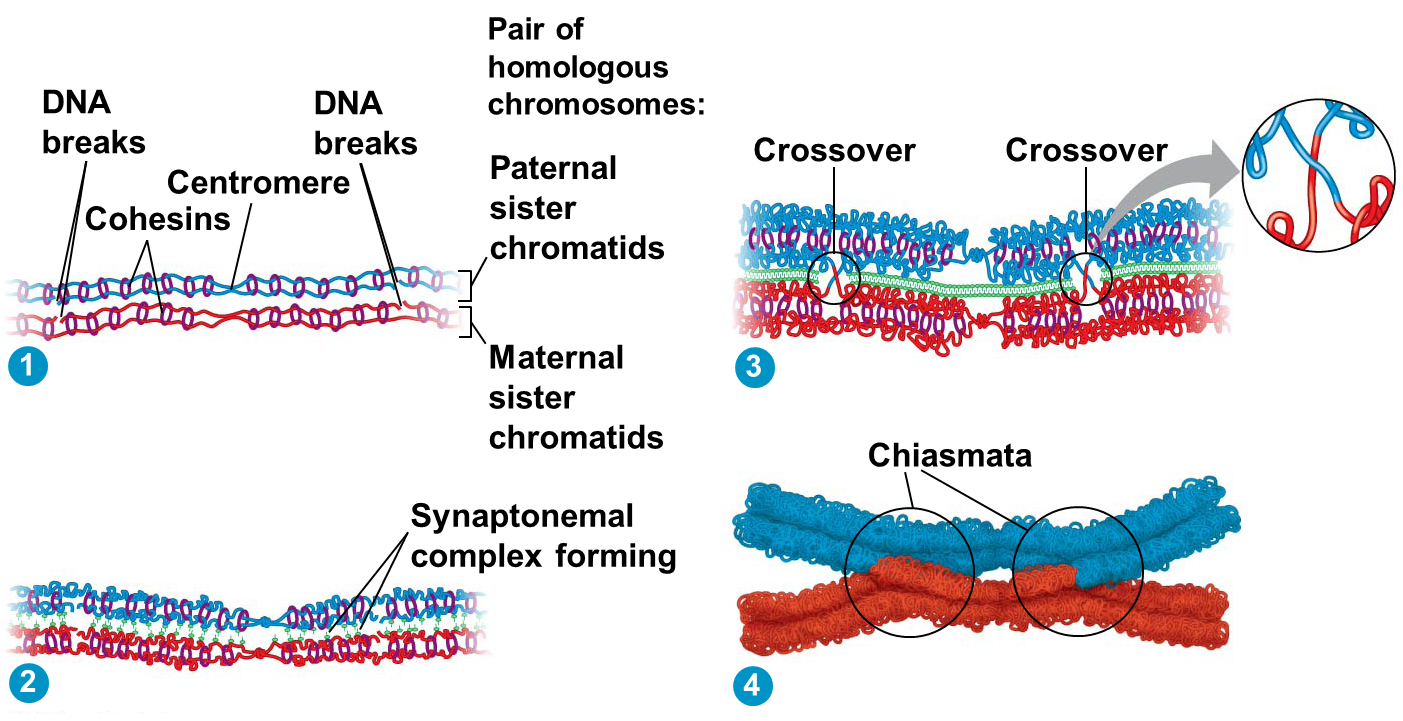 Pair of
homologous
chromosomes:
DNA
breaks
DNA
breaks
Centromere
Cohesins
Paternal
sister
chromatids
Maternal
sister
chromatids
1
Synaptonemal
complex forming
2
Crossover
Crossover
3
Chiasmata
4